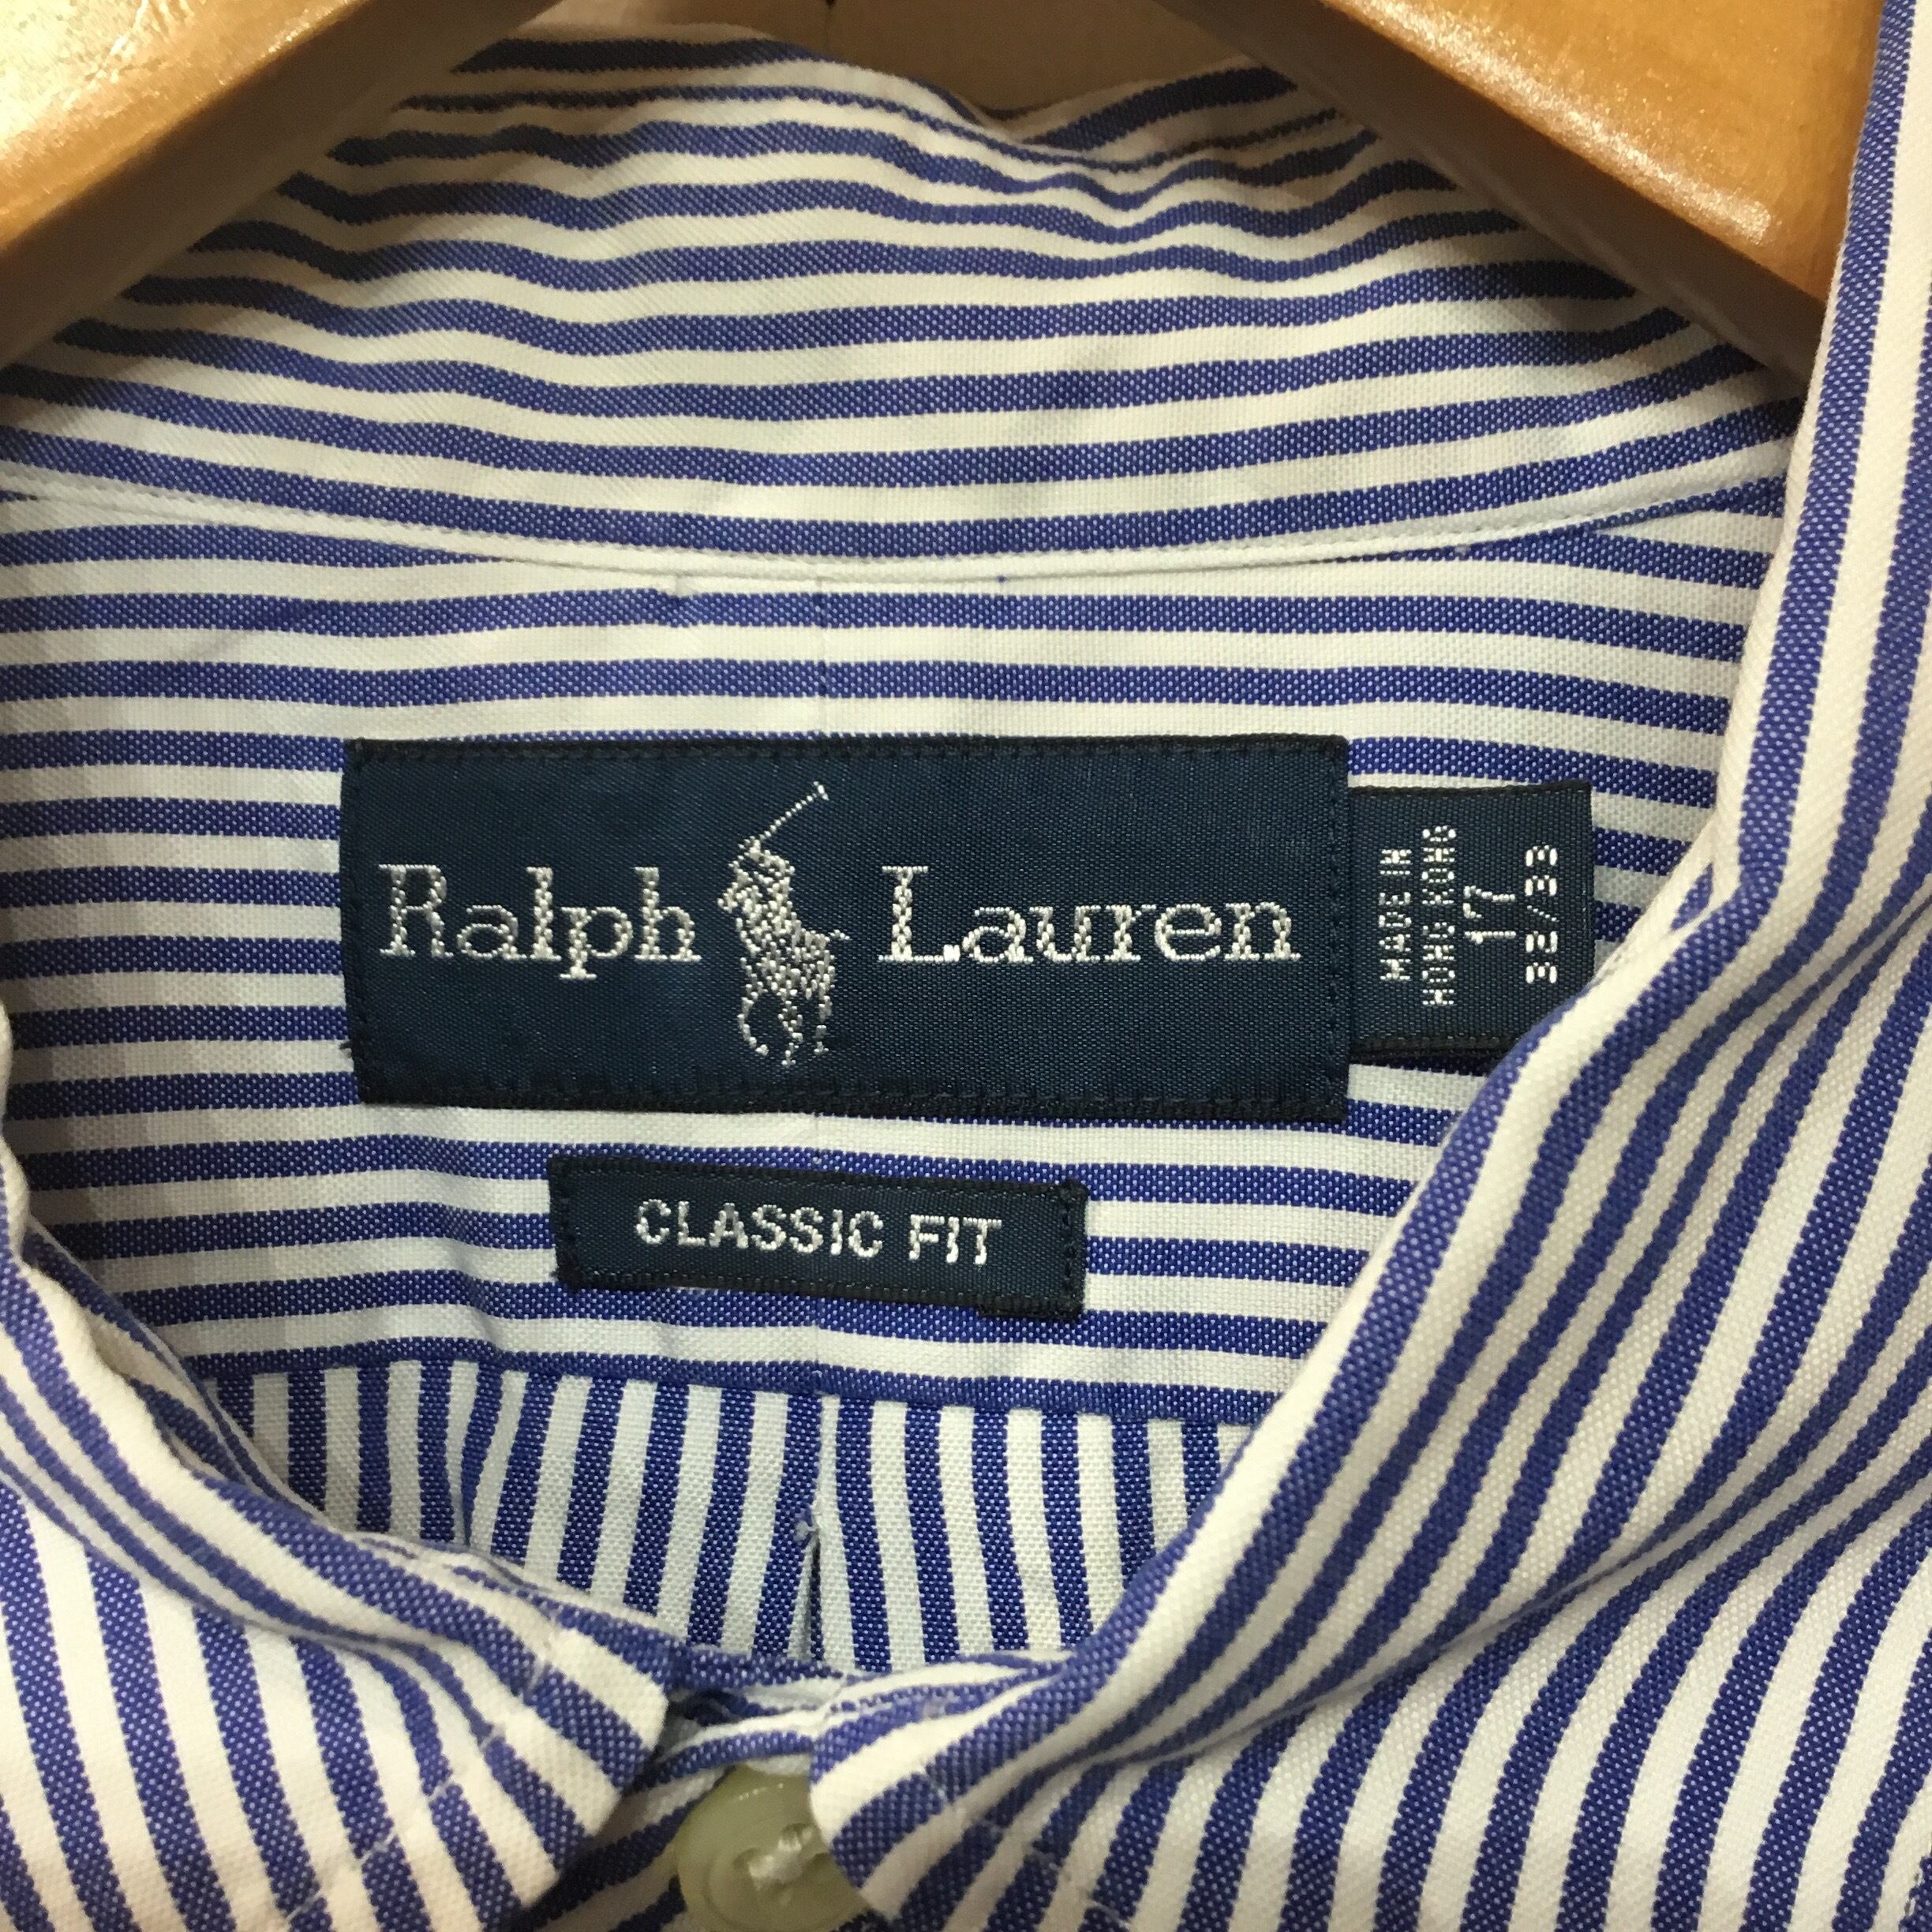 Ralph Lauren
MADE IN
HONG KONG
17
32/33
CLASSIC FIT